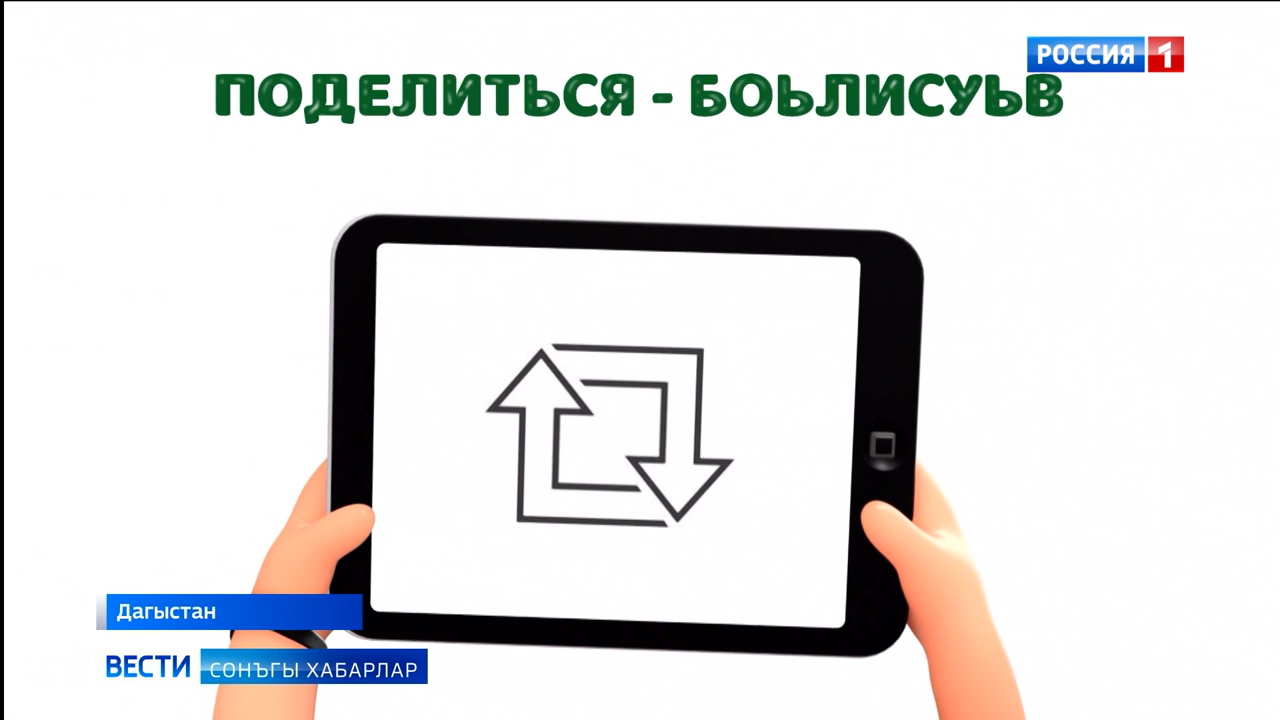 РОССИЯ 1
ПОДЕЛИТЬСЯ - БОЬЛИСУЬВ
Дагыстан
ВЕСТИ СОНЪГЫ ХАБАРЛАР